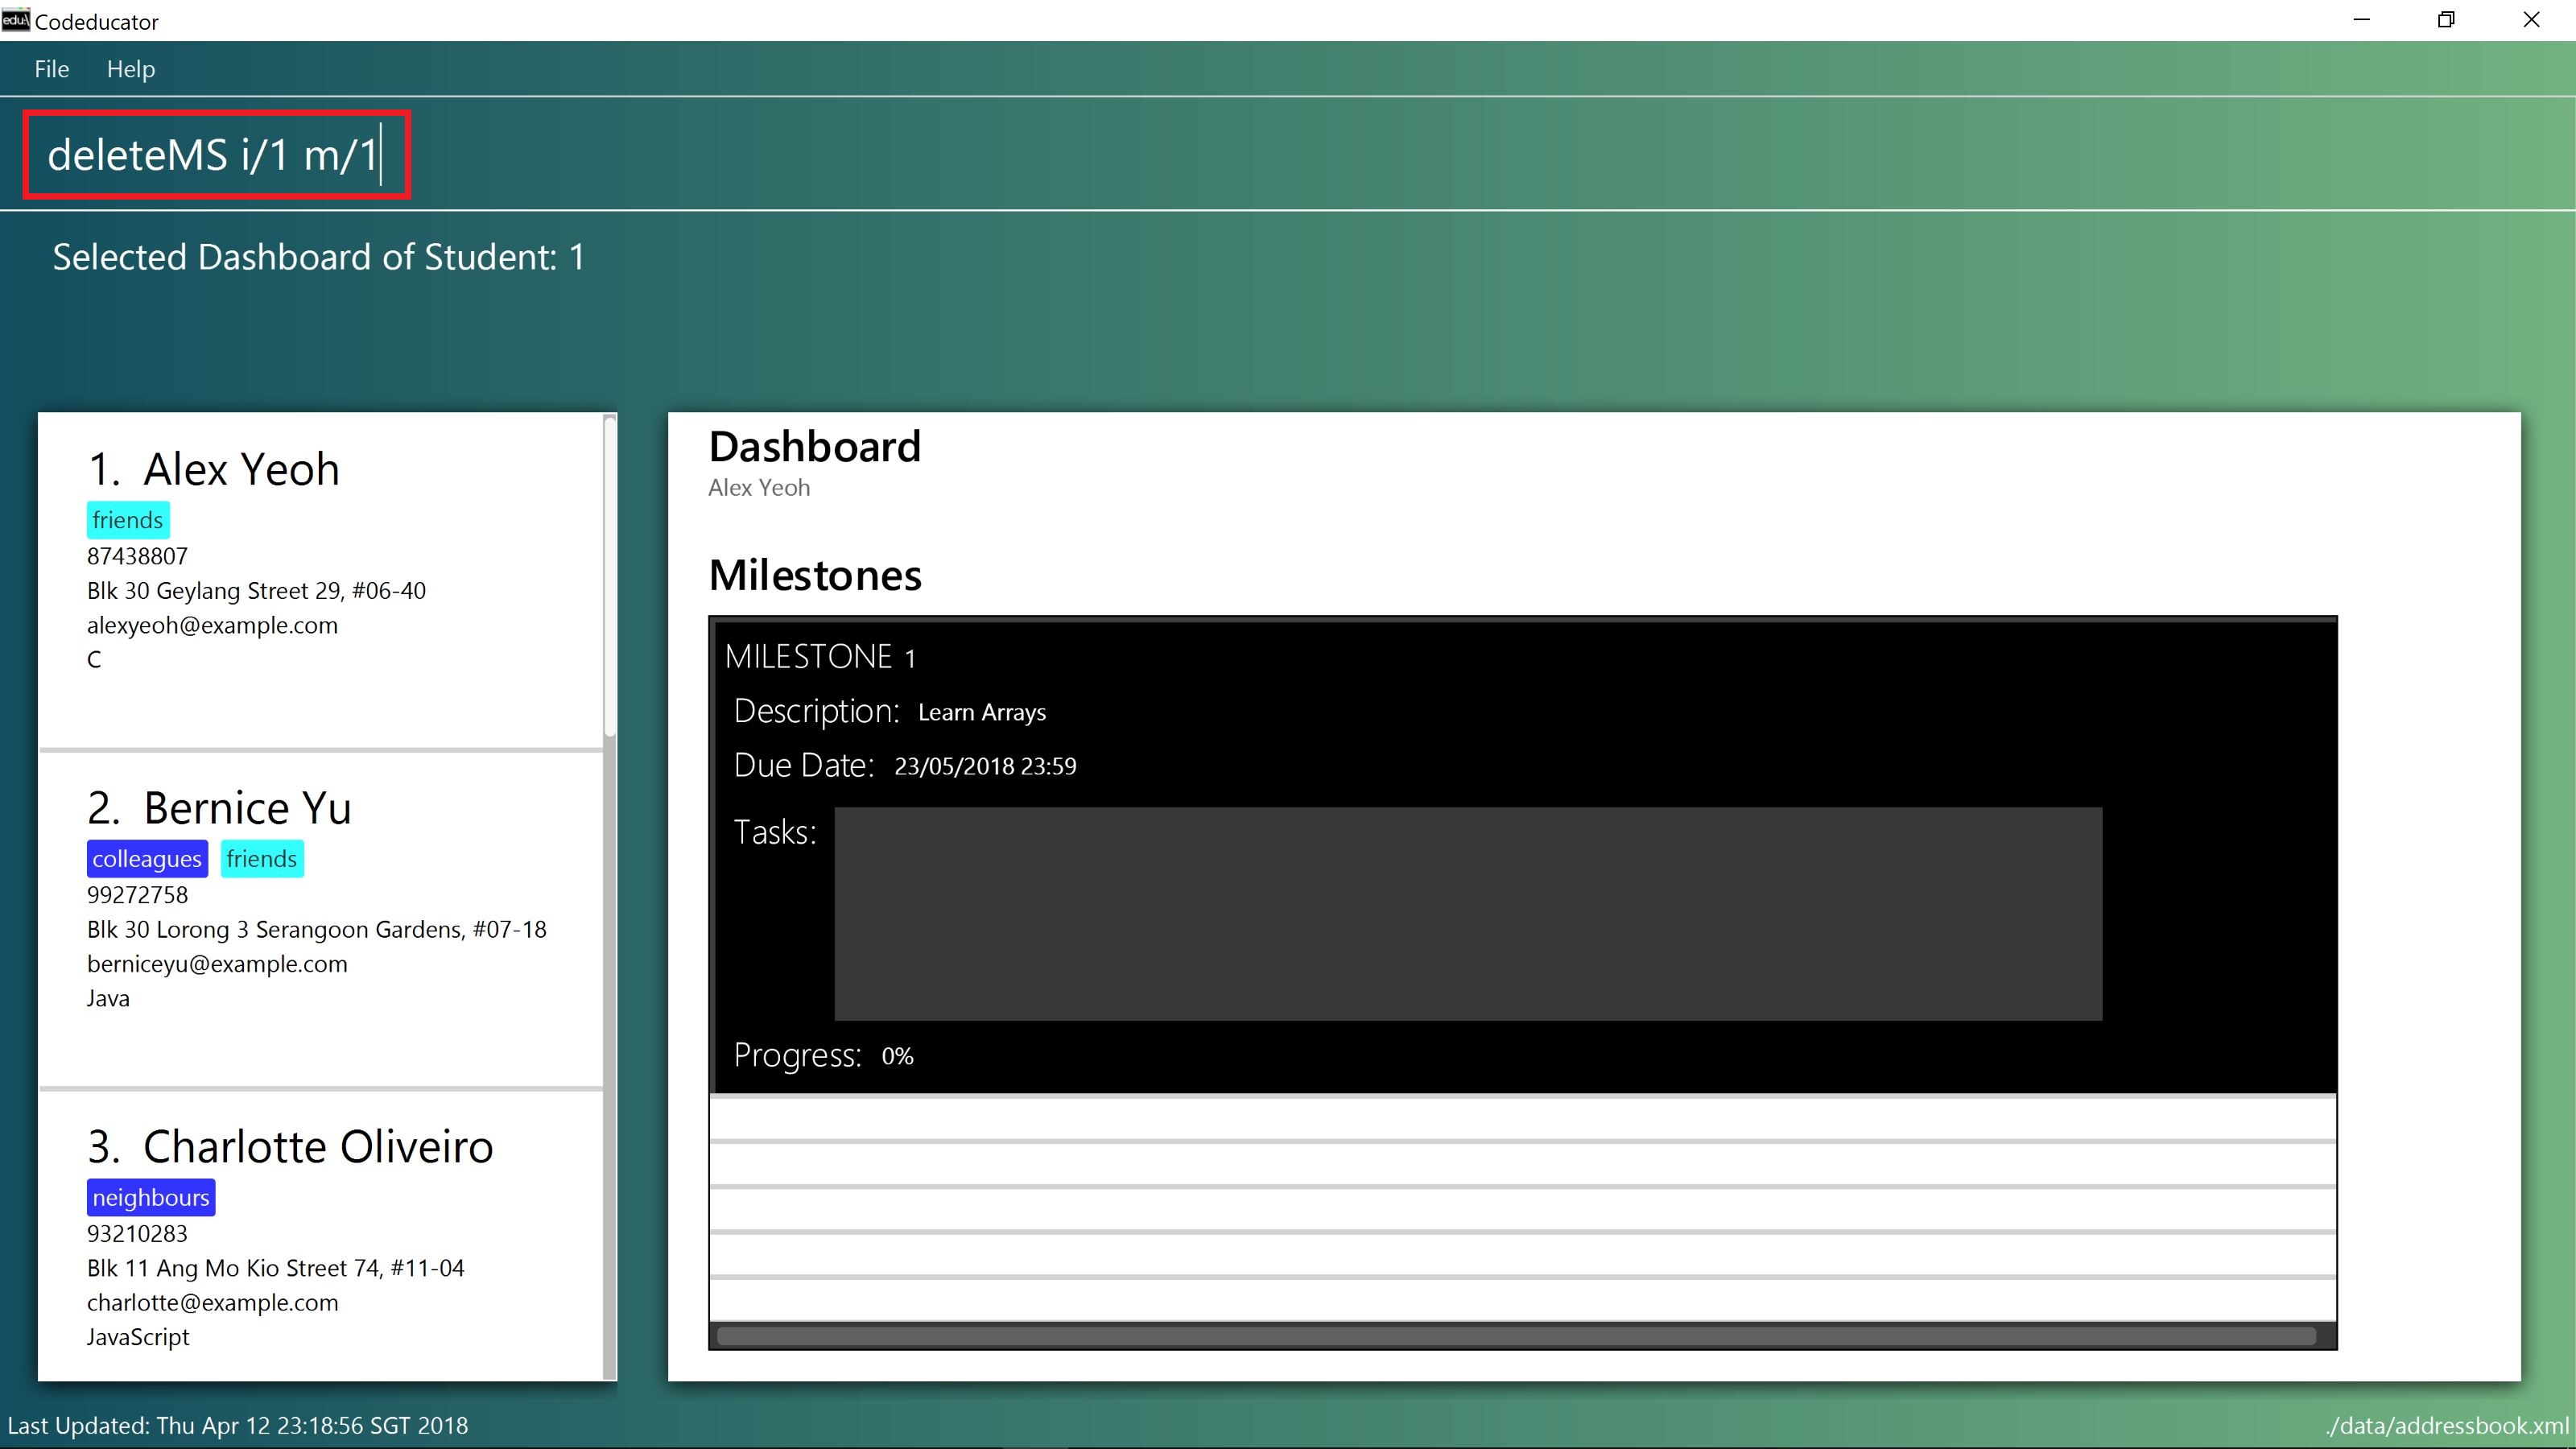 edu:\ Codeducator
File Help
deleteMS i/1 m/1
Selected Dashboard of Student: 1
1. Alex Yeoh
friends
87438807
Blk 30 Geylang Street 29, #06-40
alexyeoh@example.com
C
2. Bernice Yu
colleagues friends
99272758
Blk 30 Lorong 3 Serangoon Gardens, #07-18
berniceyu@example.com
Java
3. Charlotte Oliveiro
neighbours
93210283
Blk 11 Ang Mo Kio Street 74, #11-04
charlotte@example.com
JavaScript
Dashboard
Alex Yeoh
Milestones
MILESTONE 1
Description: Learn Arrays
Due Date: 23/05/2018 23:59
Tasks:
Progress: 0%
Last Updated: Thu Apr 12 23:18:56 SGT 2018
./data/addressbook.xml